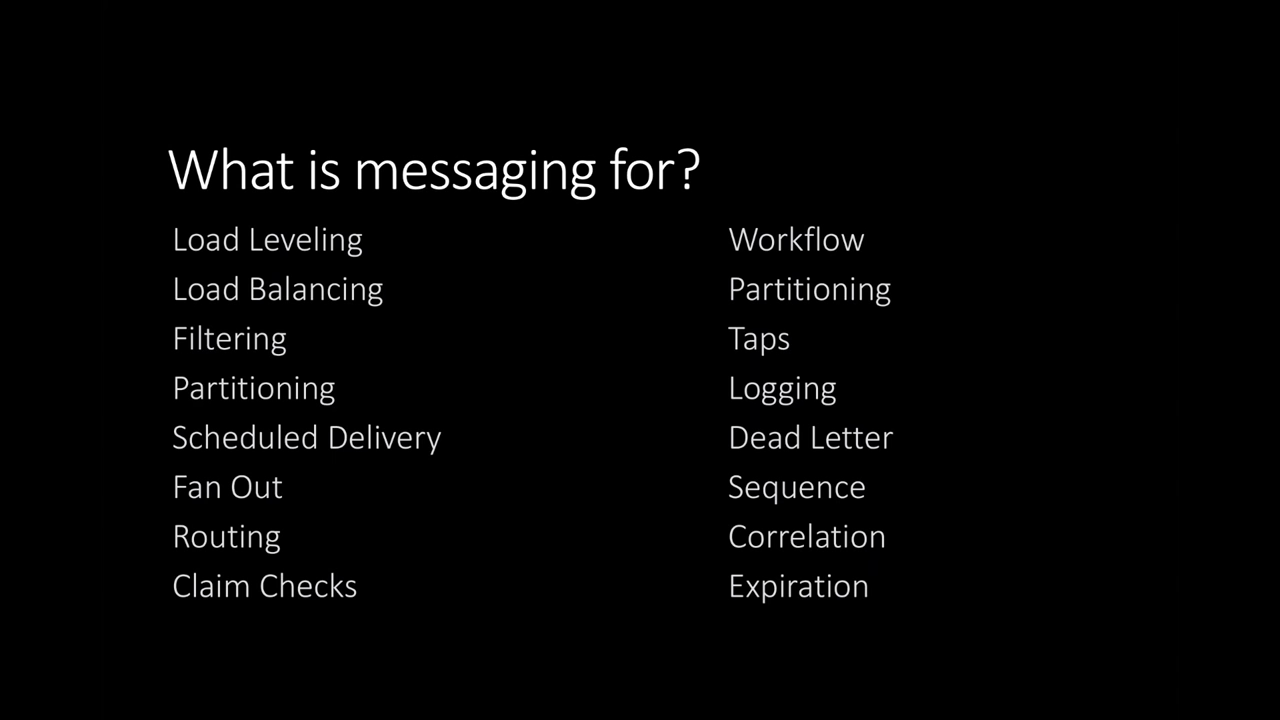 What is messaging for?
Load Leveling
Load Balancing
Filtering
Partitioning
Scheduled Delivery
Fan Out
Routing
Claim Checks
Workflow
Partitioning
Taps
Logging
Dead Letter
Sequence
Correlation
Expiration